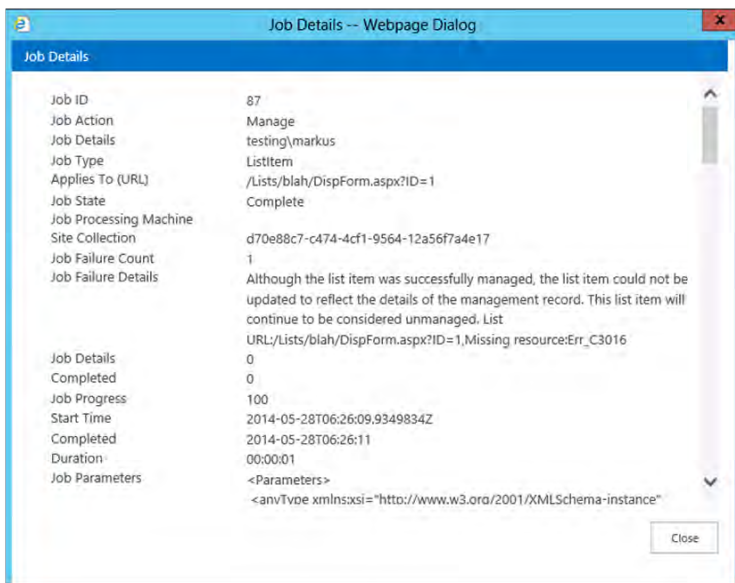 Job Details -- Webpage Dialog
x
Job Details
Job ID 87
Job Action Manage
Job Details testing\markus
Job Type ListItem
Applies To (URL) /Lists/blah/DispForm.aspx?ID=1
Job State Complete
Job Processing Machine
Site Collection d70e88c7-c474-4cf1-9564-12a56f7a4e17
Job Failure Count 1
Job Failure Details Although the list item was successfully managed, the list item could not be
updated to reflect the details of the management record. This list item will
continue to be considered unmanaged. List
URL:/Lists/blah/DispForm.aspx?ID=1,Missing resource:Err_C3016
Job Details 0
Completed 0
Job Progress 100
Start Time 2014-05-28T06:26:09.9349834Z
Completed 2014-05-28T06:26:11
Duration 00:00:01
Job Parameters <Parameters>
<anyType xmlns:xsi="http://www.w3.org/2001/XMLSchema-instance"
Close